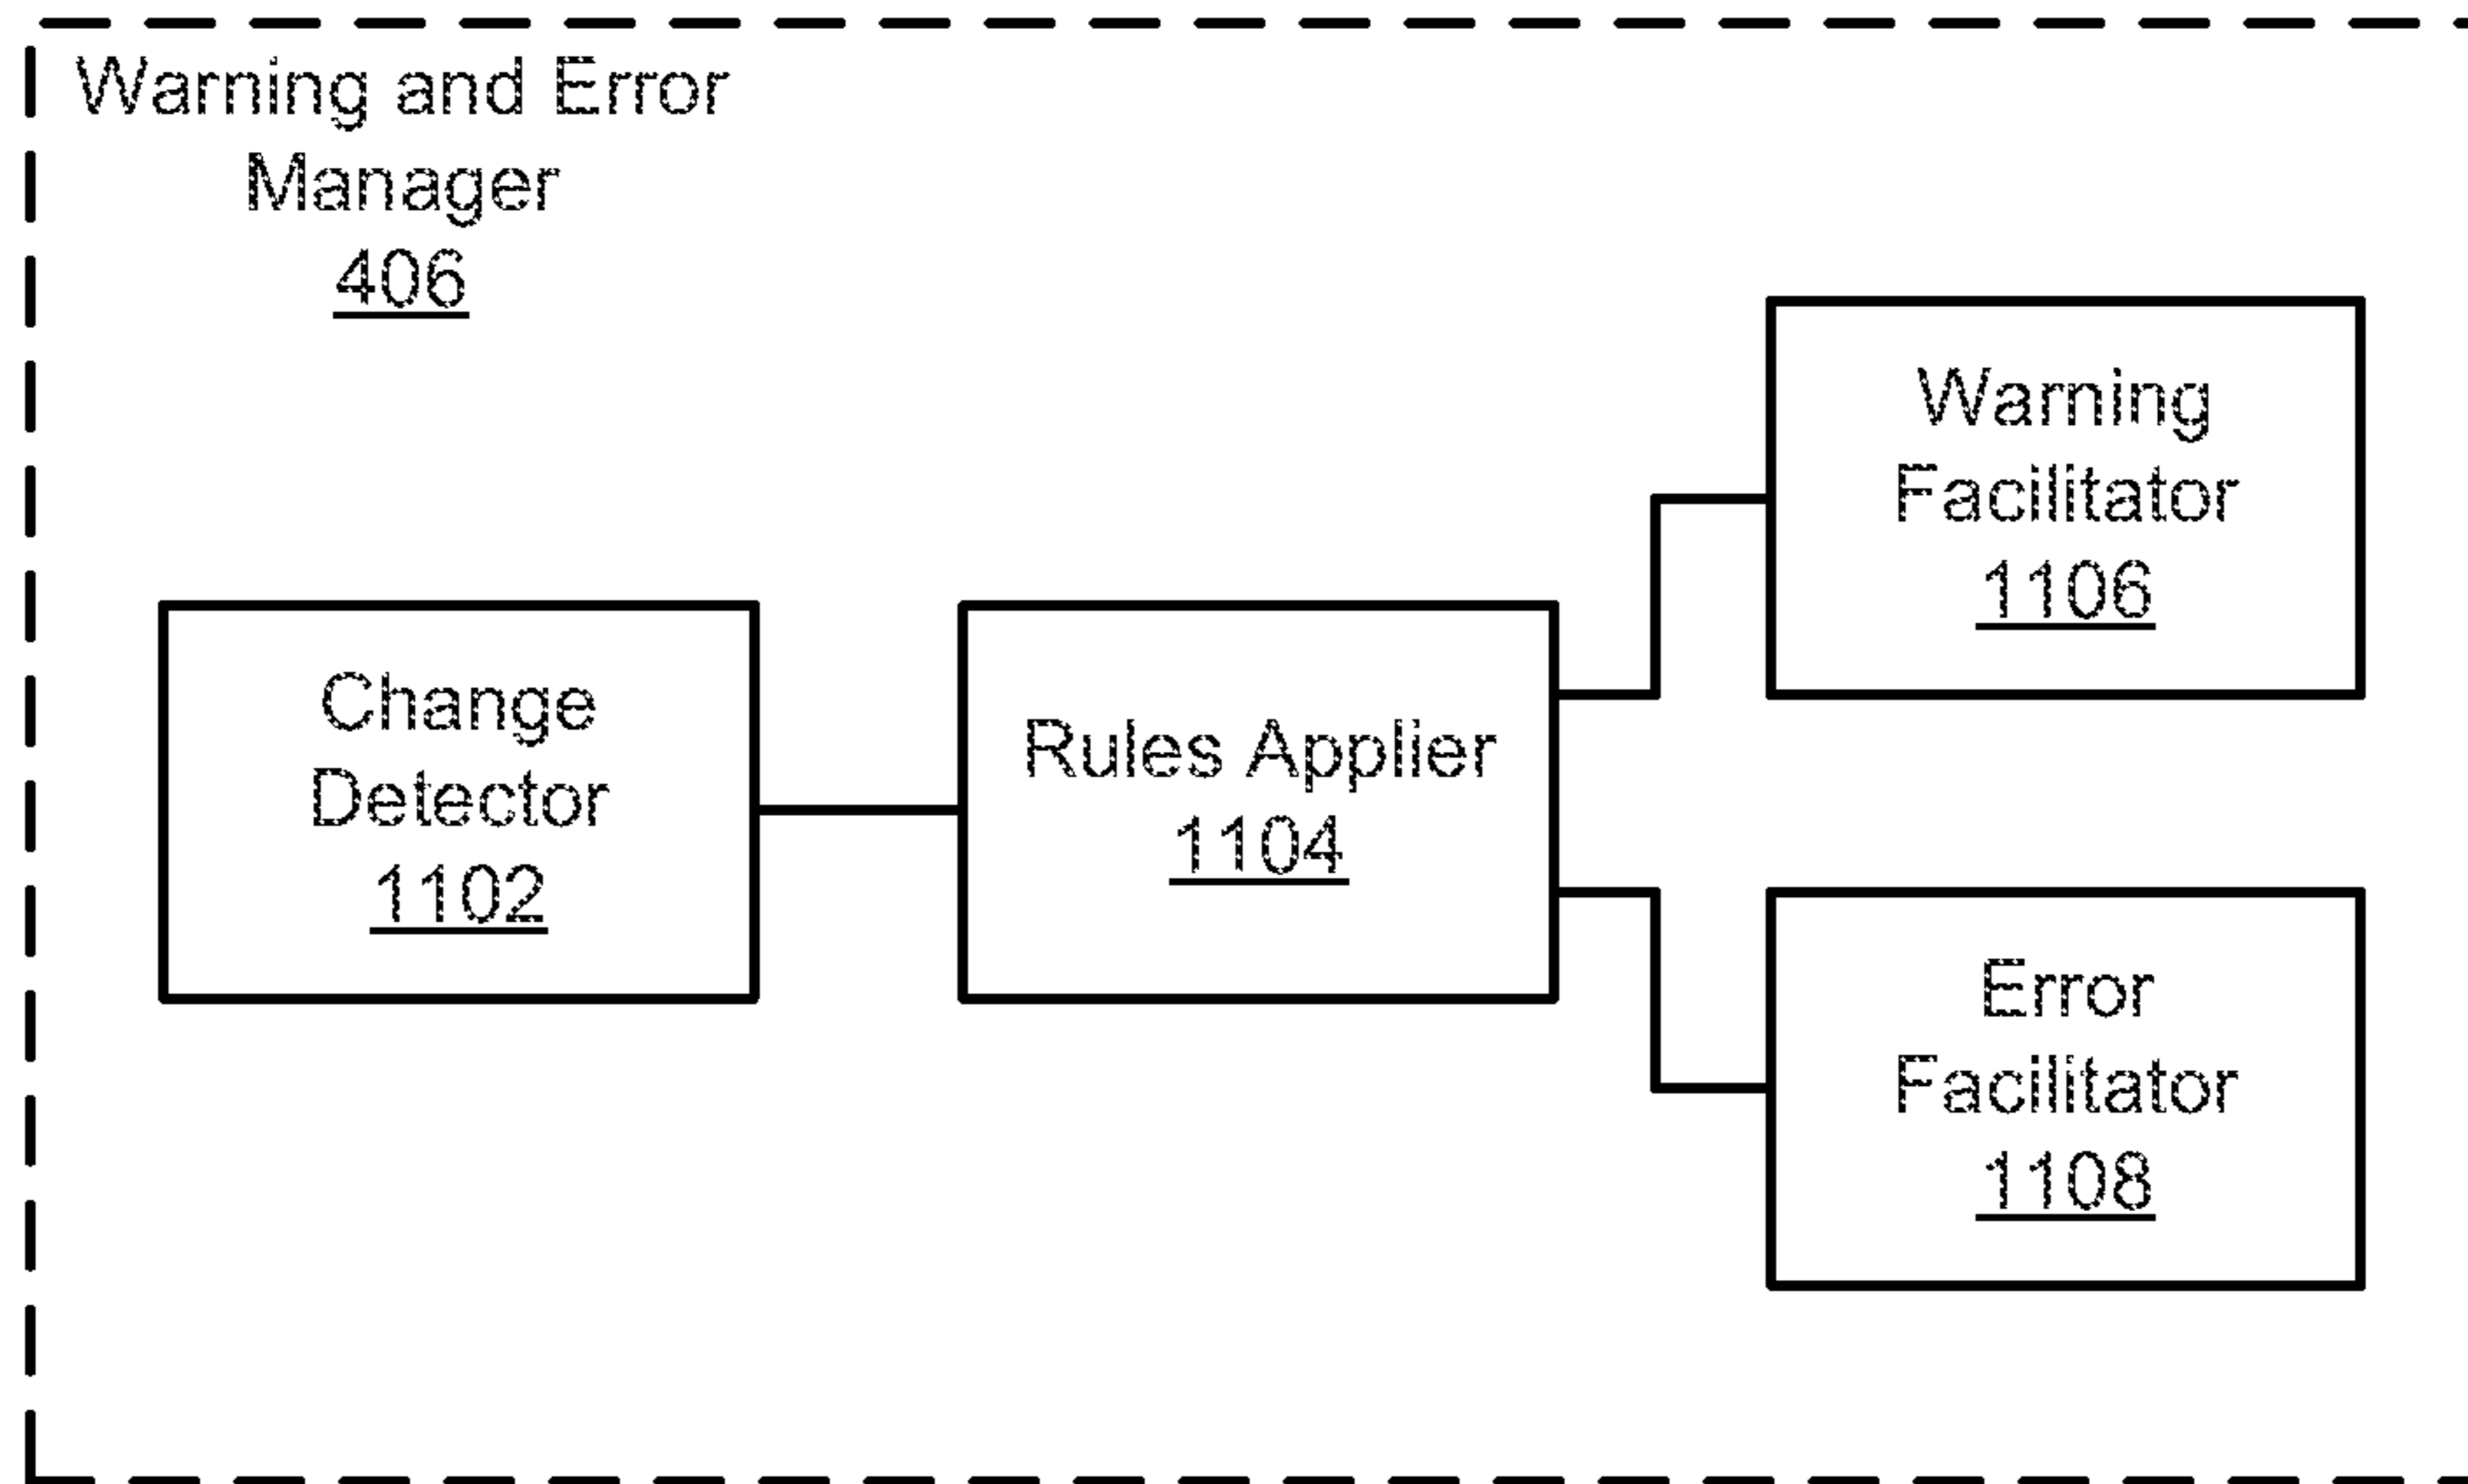 Warning and Error
Manager
406
Warning
Facilitator
1106
Change
Detector
1102
Rules Applier
1104
Error
Facilitator
1108